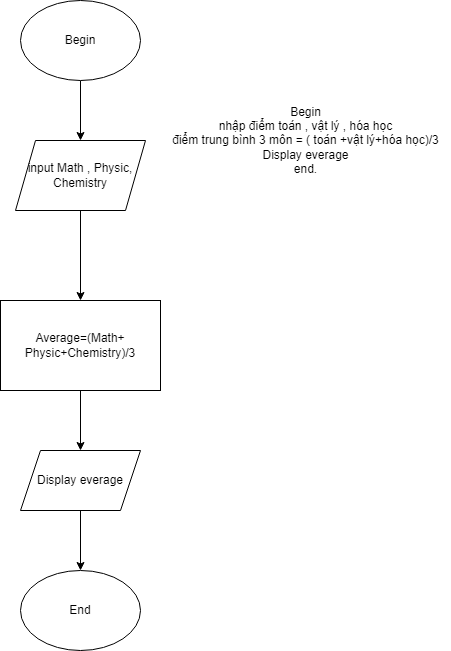 Begin
Input Math , Physic,
Chemistry
Average=(Math+
Physic+Chemistry)/3
Display everage
End
Begin
nhập điểm toán , vật lý , hóa học
điểm trung bình 3 môn = ( toán +vật lý+hóa học)/3
Display everage
end.